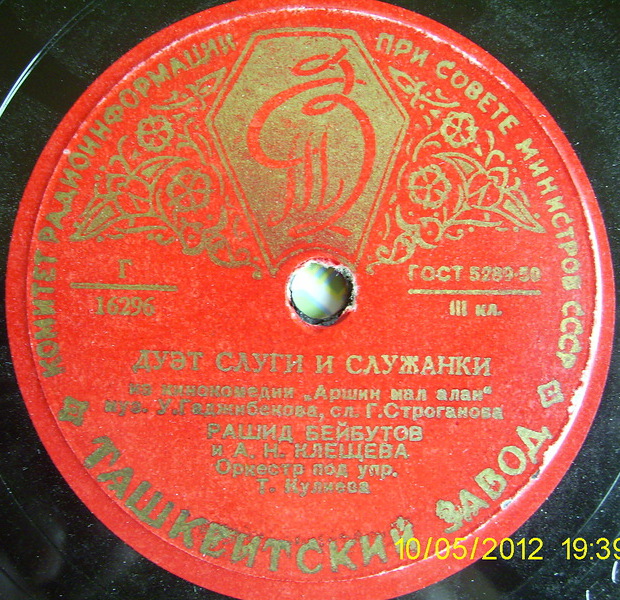 КОМИТЕТ РАДИОИНФОРМАЦИИ ПРИ СОВЕТЕ МИНИСТРОВ СССР
Г
16296
ГОСТ 5289-50
III кл.
ДУЭТ СЛУГИ И СЛУЖАНКИ
из кинокомедии „Аршин мал алан“
муз. У.Гаджибекова, сл. Г.Строганова
РАШИД БЕЙБУТОВ
и А. Н. КЛЕЩЕВА
Оркестр под упр.
Т. Кулиева
ТАШКЕНТСКИЙ ЗАВОД
10/05/2012 19:39